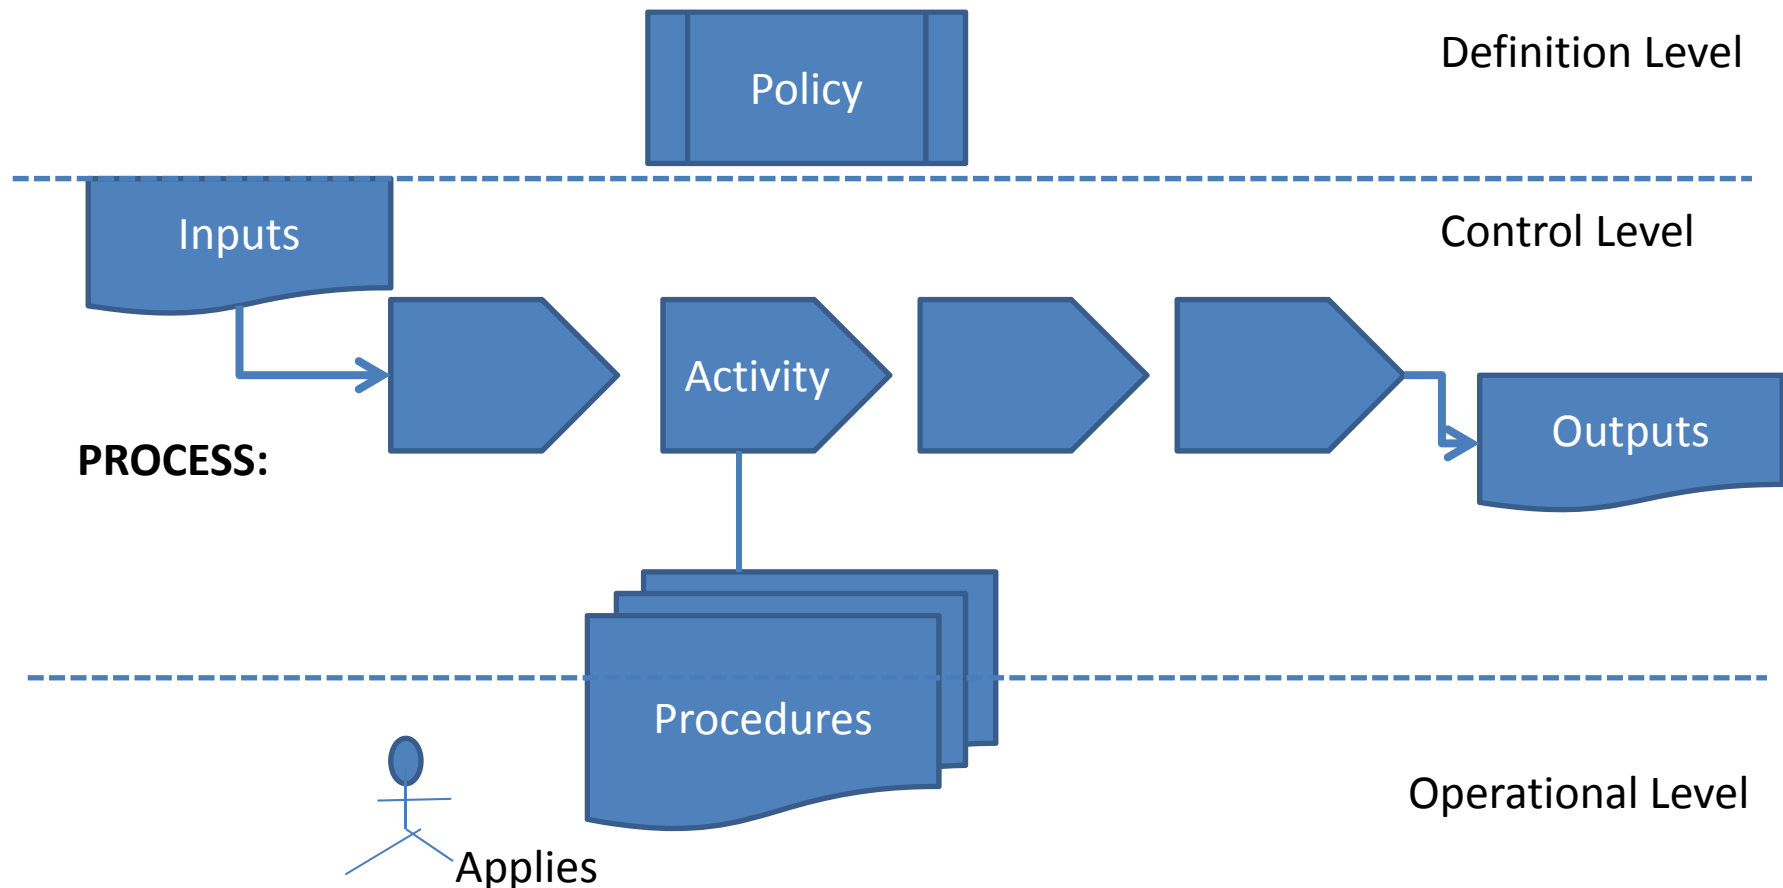 Definition Level
Policy
Control Level
Inputs
Activity
Outputs
PROCESS:
Procedures
Operational Level
Applies